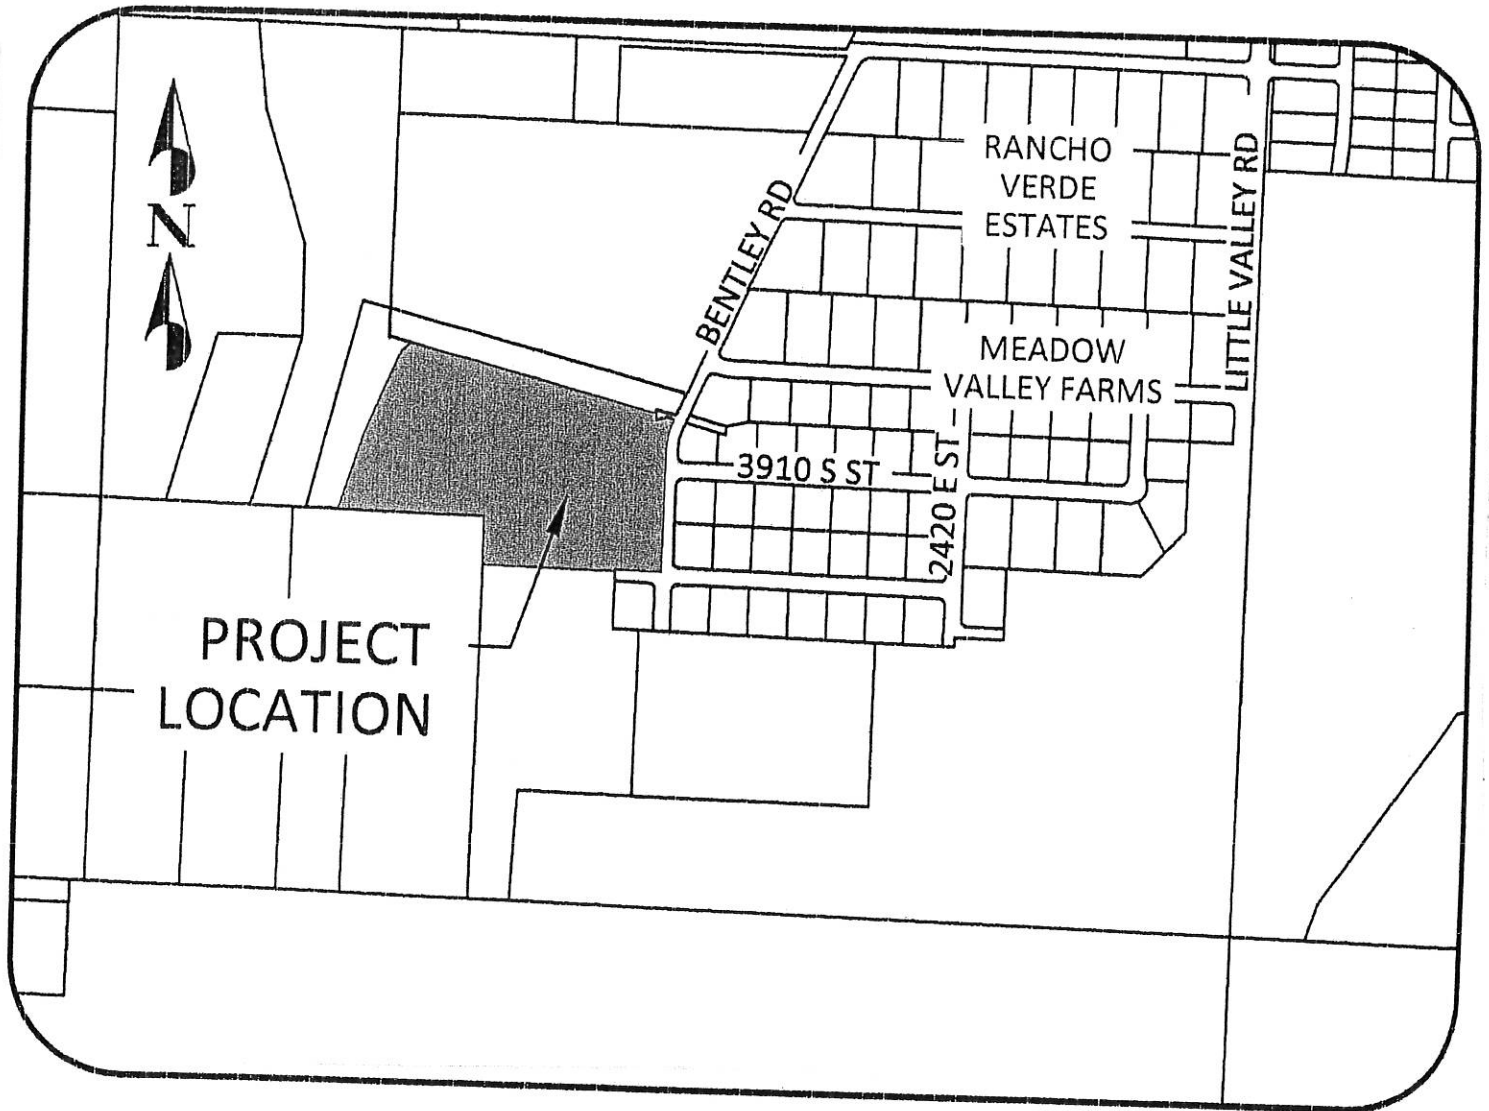 N
RANCHO
VERDE
ESTATES
LITTLE VALLEY RD
BENTLEY RD
MEADOW
VALLEY FARMS
3910 S ST
2420 E ST
PROJECT
LOCATION